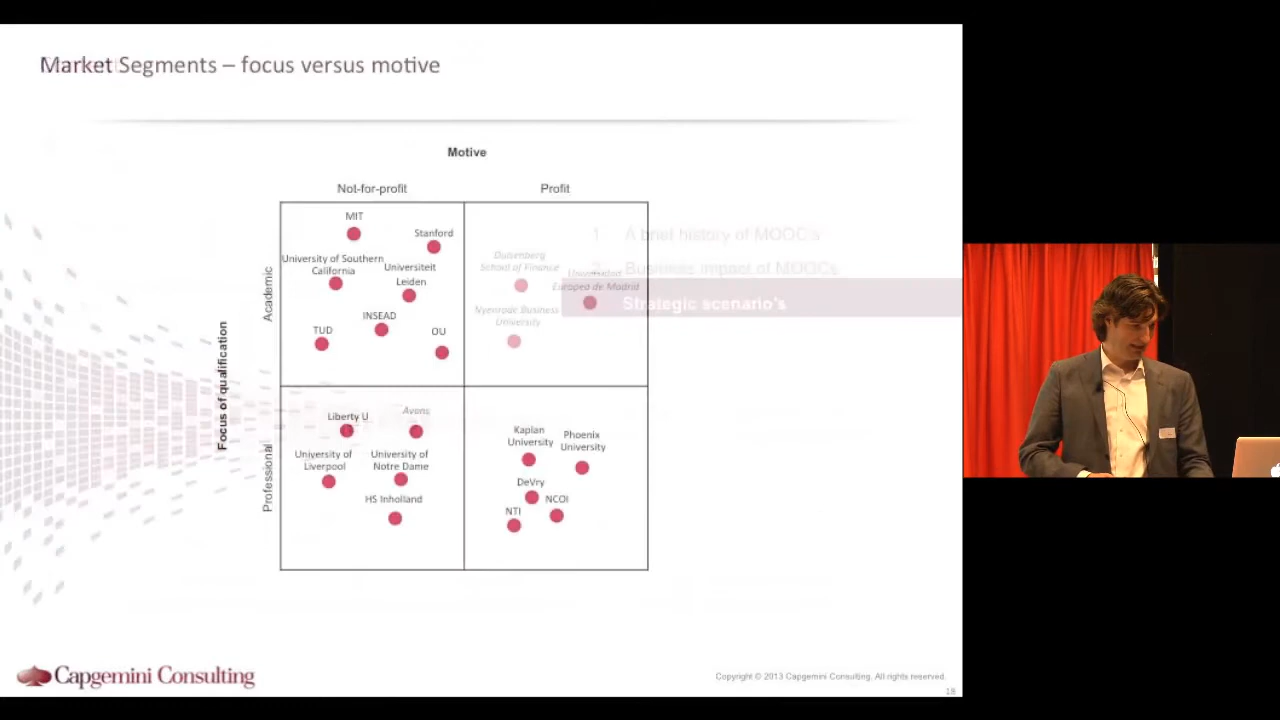 Market Segments – focus versus motive
Motive
Not-for-profit
Profit
Focus of qualification
Academic
MIT
Stanford
University of Southern
California
Universiteit
Leiden
INSEAD
TUD
OU
Duisenberg
School of Finance
Universidad
Europea de Madrid
Nyenrode Business
University
1. A brief history of MOOC's
2. Business impact of MOOCs
Strategic scenario's
Professional
Liberty U
Avans
University of
Liverpool
University of
Notre Dame
HS Inholland
Kaplan
University
Phoenix
University
DeVry
NCOI
NTI
Capgemini Consulting
Copyright © 2013 Capgemini Consulting. All rights reserved.
18